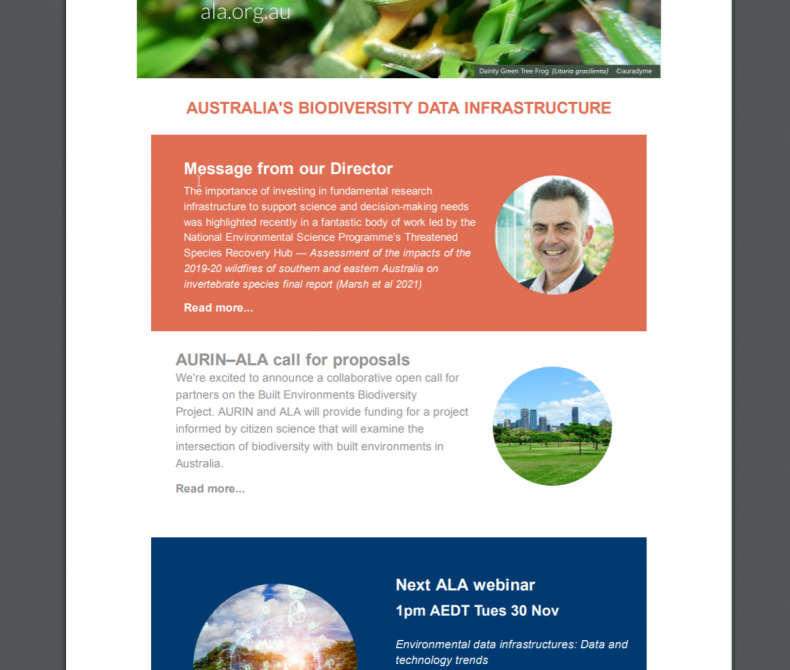 ala.org.au
Dainty Green Tree Frog (Litoria gracilenta) ©auradyme
AUSTRALIA'S BIODIVERSITY DATA INFRASTRUCTURE
Message from our Director
The importance of investing in fundamental research
infrastructure to support science and decision-making needs
was highlighted recently in a fantastic body of work led by the
National Environmental Science Programme's Threatened
Species Recovery Hub — Assessment of the impacts of the
2019-20 wildfires of southern and eastern Australia on
invertebrate species final report (Marsh et al 2021)
Read more...
AURIN–ALA call for proposals
We're excited to announce a collaborative open call for
partners on the Built Environments Biodiversity
Project. AURIN and ALA will provide funding for a project
informed by citizen science that will examine the
intersection of biodiversity with built environments in
Australia.
Read more...
Next ALA webinar
1pm AEDT Tues 30 Nov
Environmental data infrastructures: Data and
technology trends